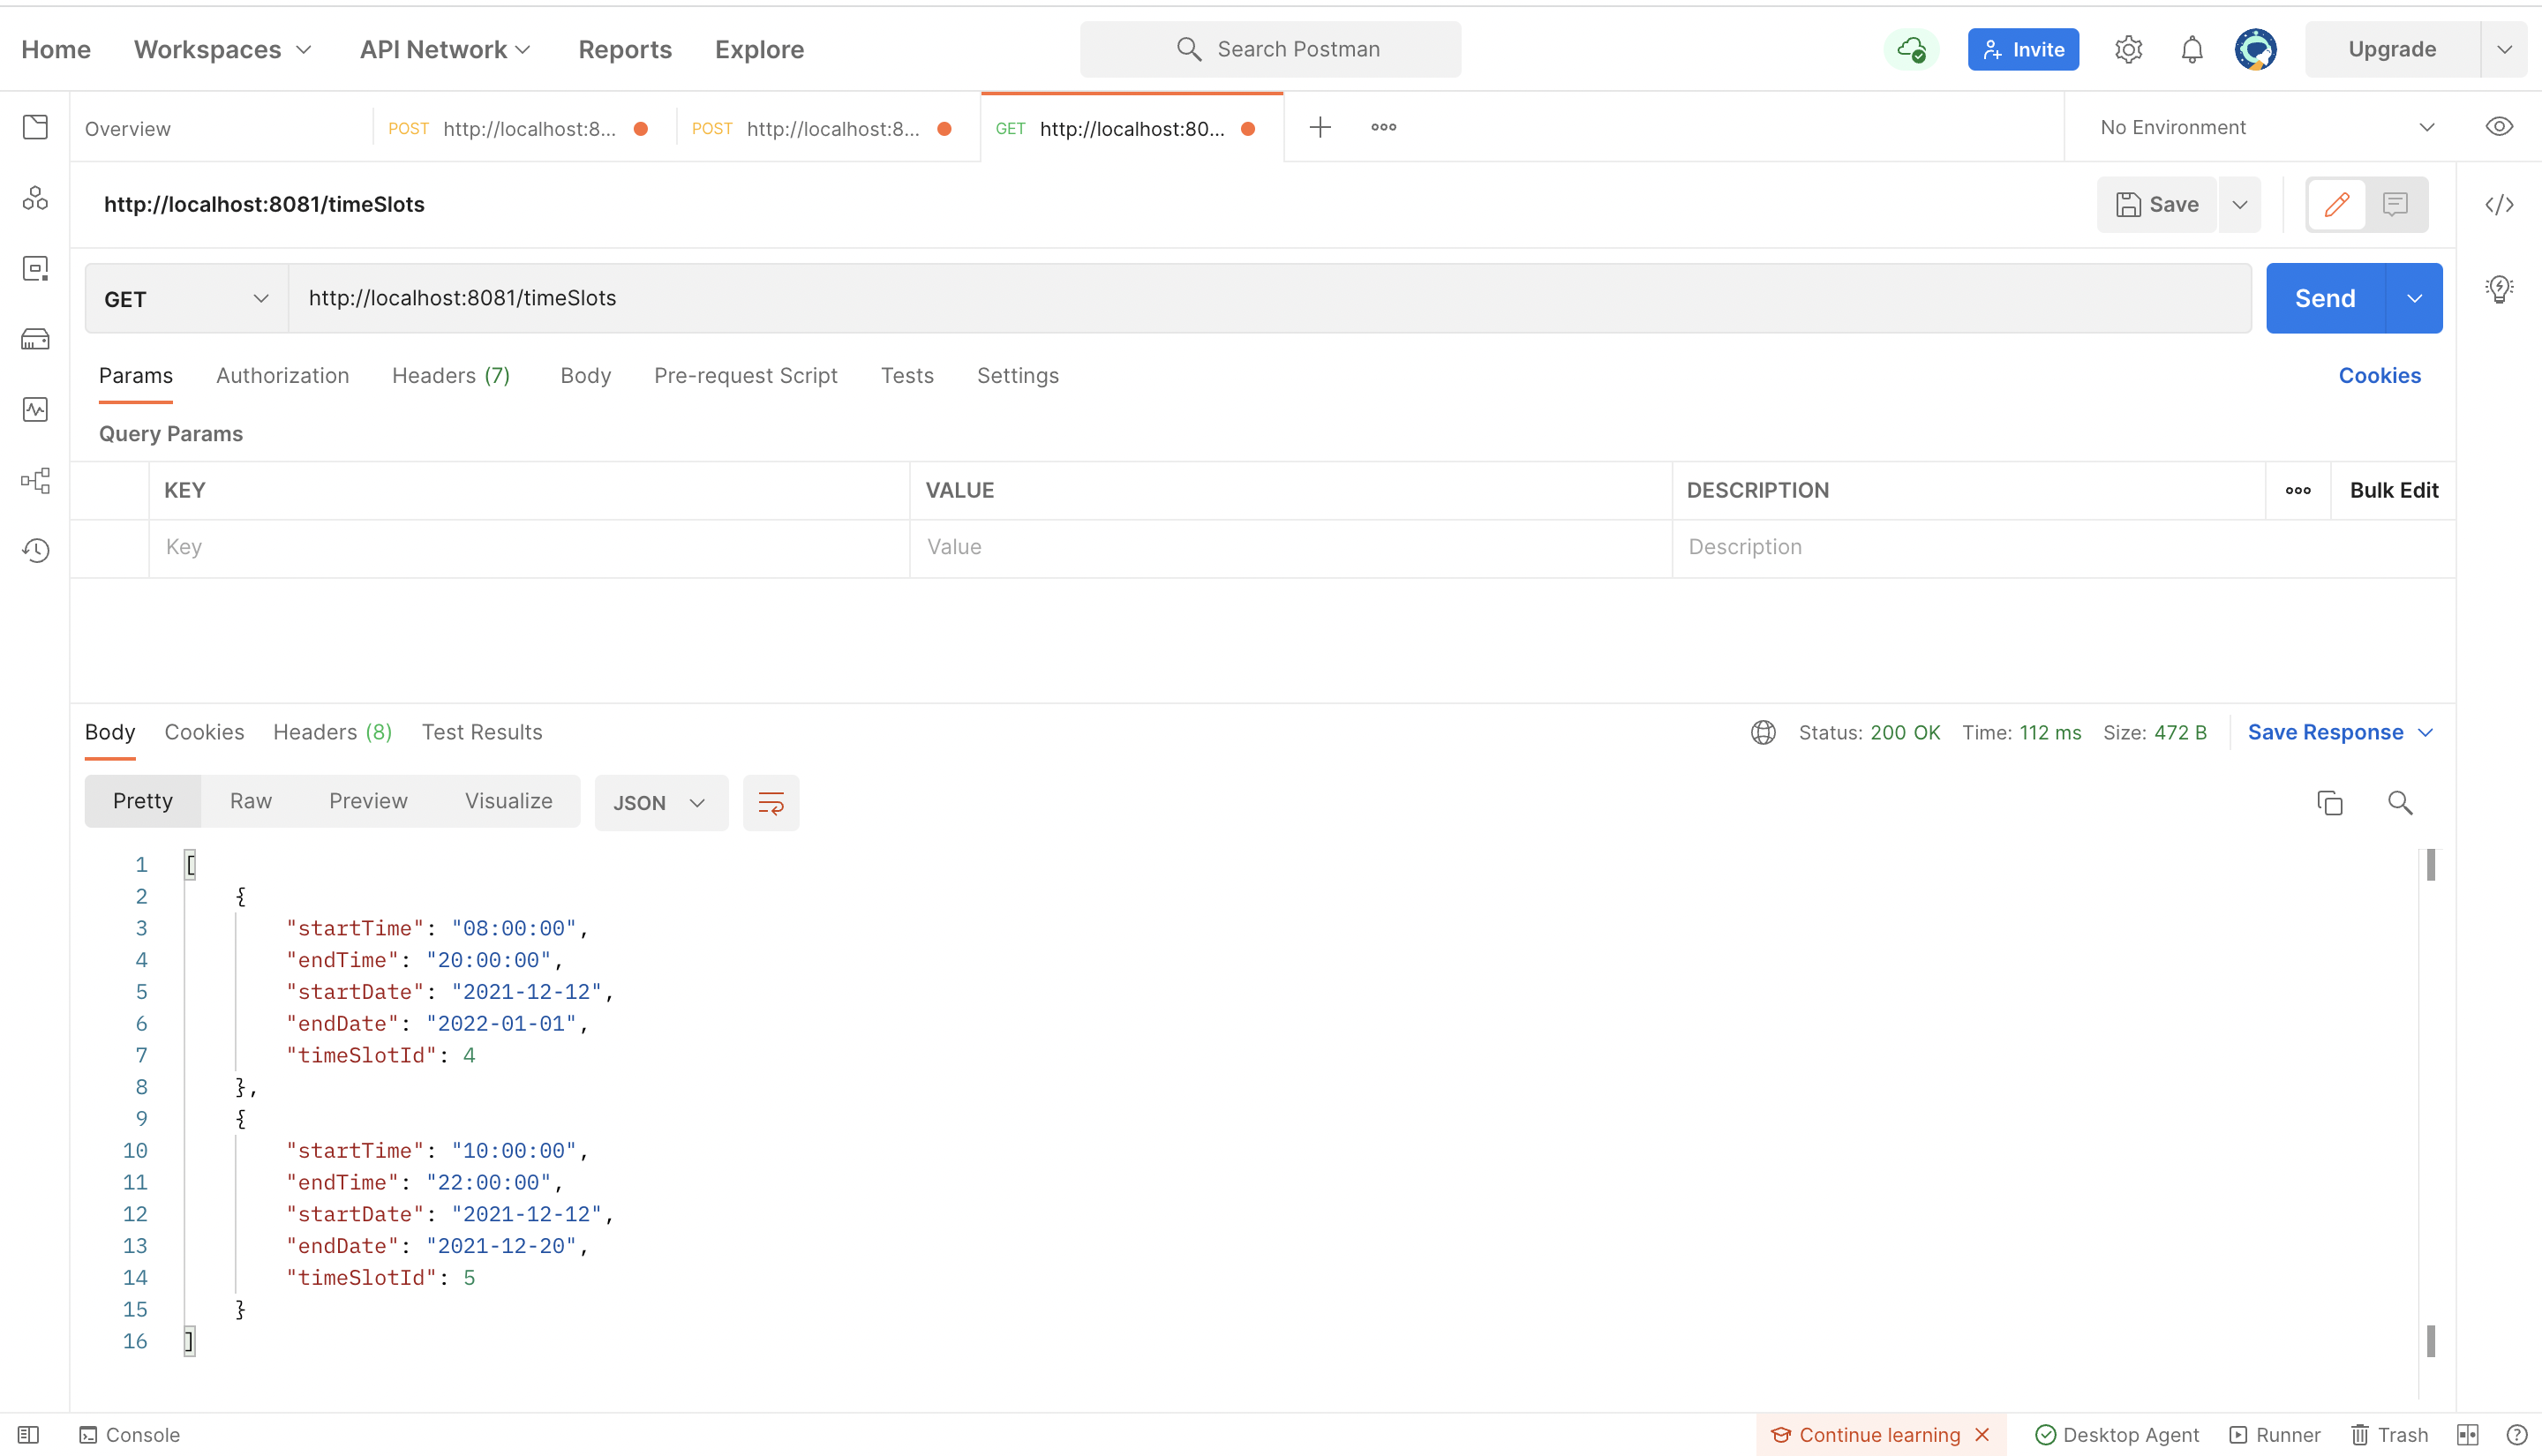 Home Workspaces API Network Reports Explore Search Postman Invite Upgrade
Overview POST http://localhost:8... POST http://localhost:8... GET http://localhost:80... No Environment
http://localhost:8081/timeSlots Save
GET http://localhost:8081/timeSlots Send
Params Authorization Headers (7) Body Pre-request Script Tests Settings Cookies
Query Params
KEY VALUE DESCRIPTION Bulk Edit
Key Value Description
Body Cookies Headers (8) Test Results Status: 200 OK Time: 112 ms Size: 472 B Save Response
Pretty Raw Preview Visualize JSON
1 [
2 {
3 "startTime": "08:00:00",
4 "endTime": "20:00:00",
5 "startDate": "2021-12-12",
6 "endDate": "2022-01-01",
7 "timeSlotId": 4
8 },
9 {
10 "startTime": "10:00:00",
11 "endTime": "22:00:00",
12 "startDate": "2021-12-12",
13 "endDate": "2021-12-20",
14 "timeSlotId": 5
15 }
16 ]
Console Continue learning Desktop Agent Runner Trash